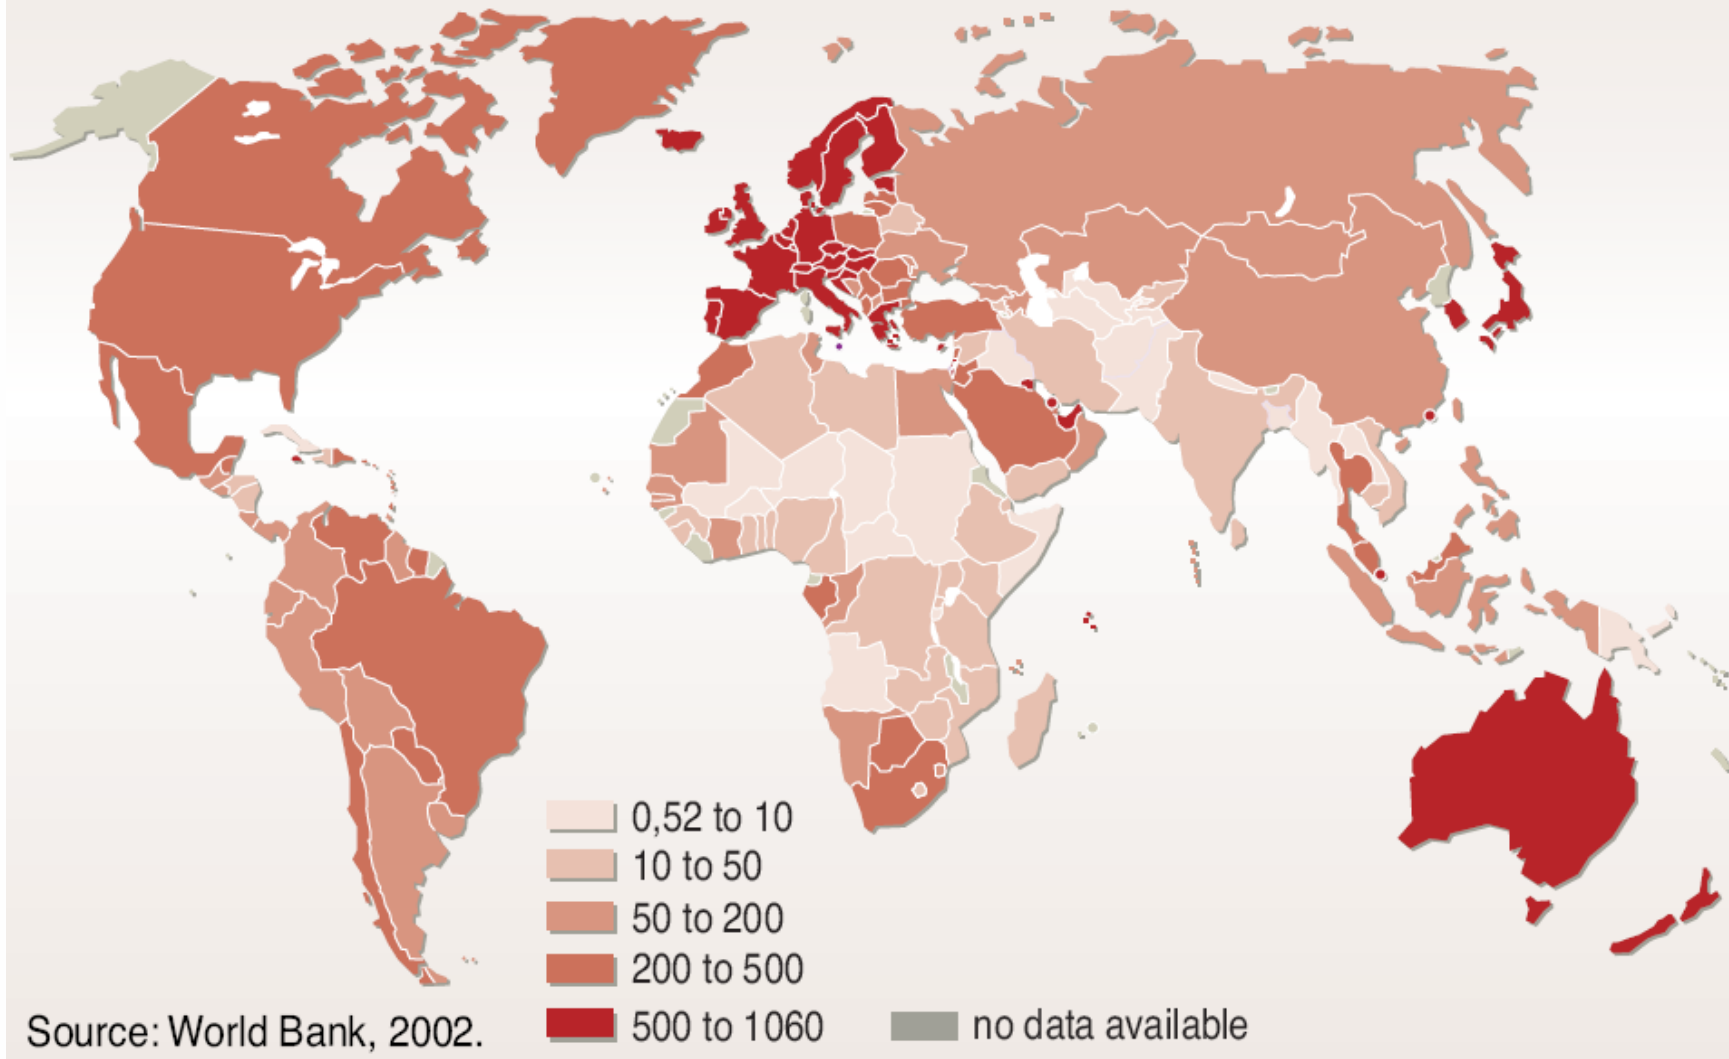 0,52 to 10
10 to 50
50 to 200
200 to 500
500 to 1060
no data available
Source: World Bank, 2002.